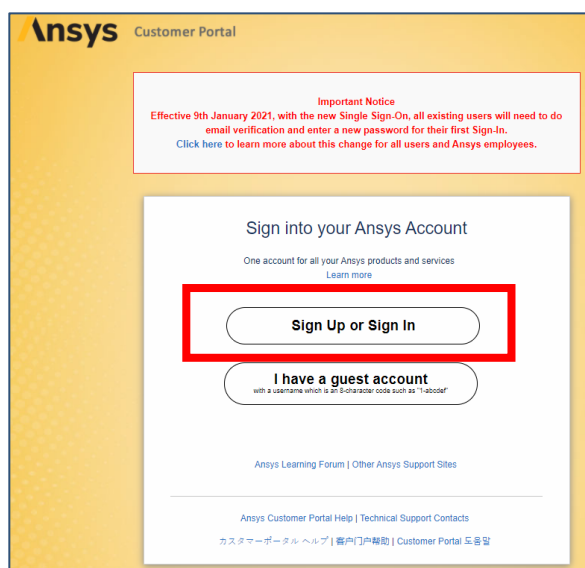 Ansys Customer Portal
Important Notice
Effective 9th January 2021, with the new Single Sign-On, all existing users will need to do
email verification and enter a new password for their first Sign-In.
Click here to learn more about this change for all users and Ansys employees.
Sign into your Ansys Account
One account for all your Ansys products and services
Learn more
Sign Up or Sign In
I have a guest account
with a username which is an 8-character code such as "1-abcdef"
Ansys Learning Forum | Other Ansys Support Sites
Ansys Customer Portal Help | Technical Support Contacts
カスタマーポータル ヘルプ | 客户门户帮助 | Customer Portal 도움말